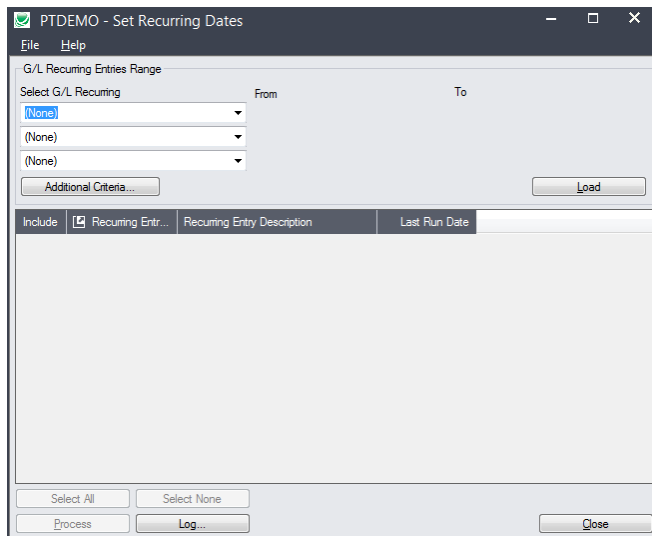 PTDEMO - Set Recurring Dates
File Help
G/L Recurring Entries Range
Select G/L Recurring From To
(None)
(None)
(None)
Additional Criteria... Load
Include Recurring Entr... Recurring Entry Description Last Run Date
Select All Select None
Process Log... Close